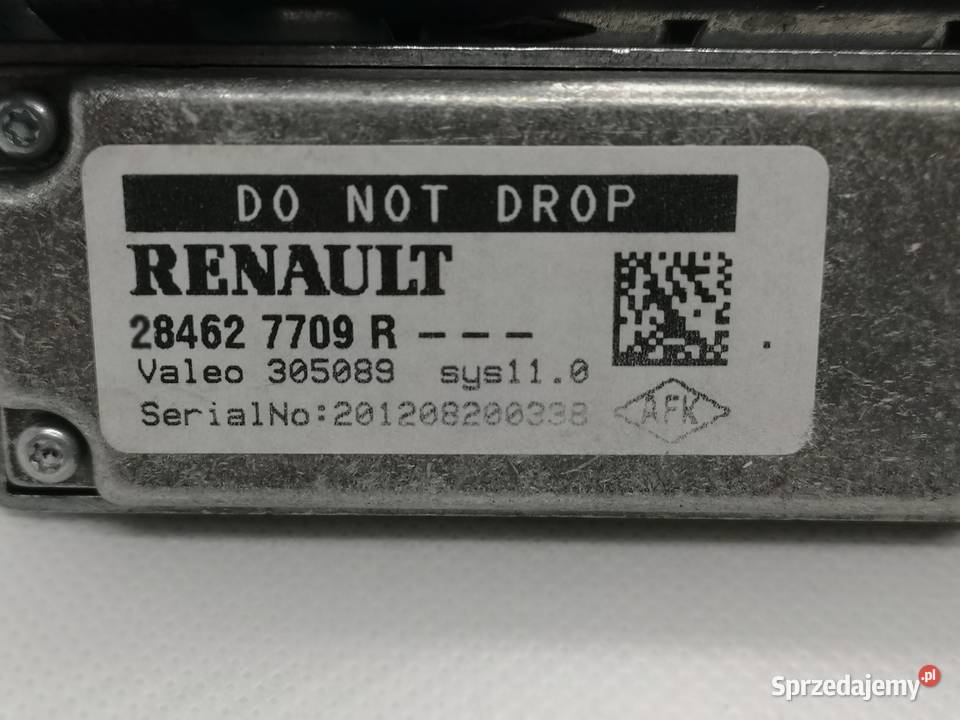 DO NOT DROP
RENAULT
28462 7709 R - - -
Valeo 305089 sys11.0
SerialNo:201208200338
AFK
Sprzedajemy.pl